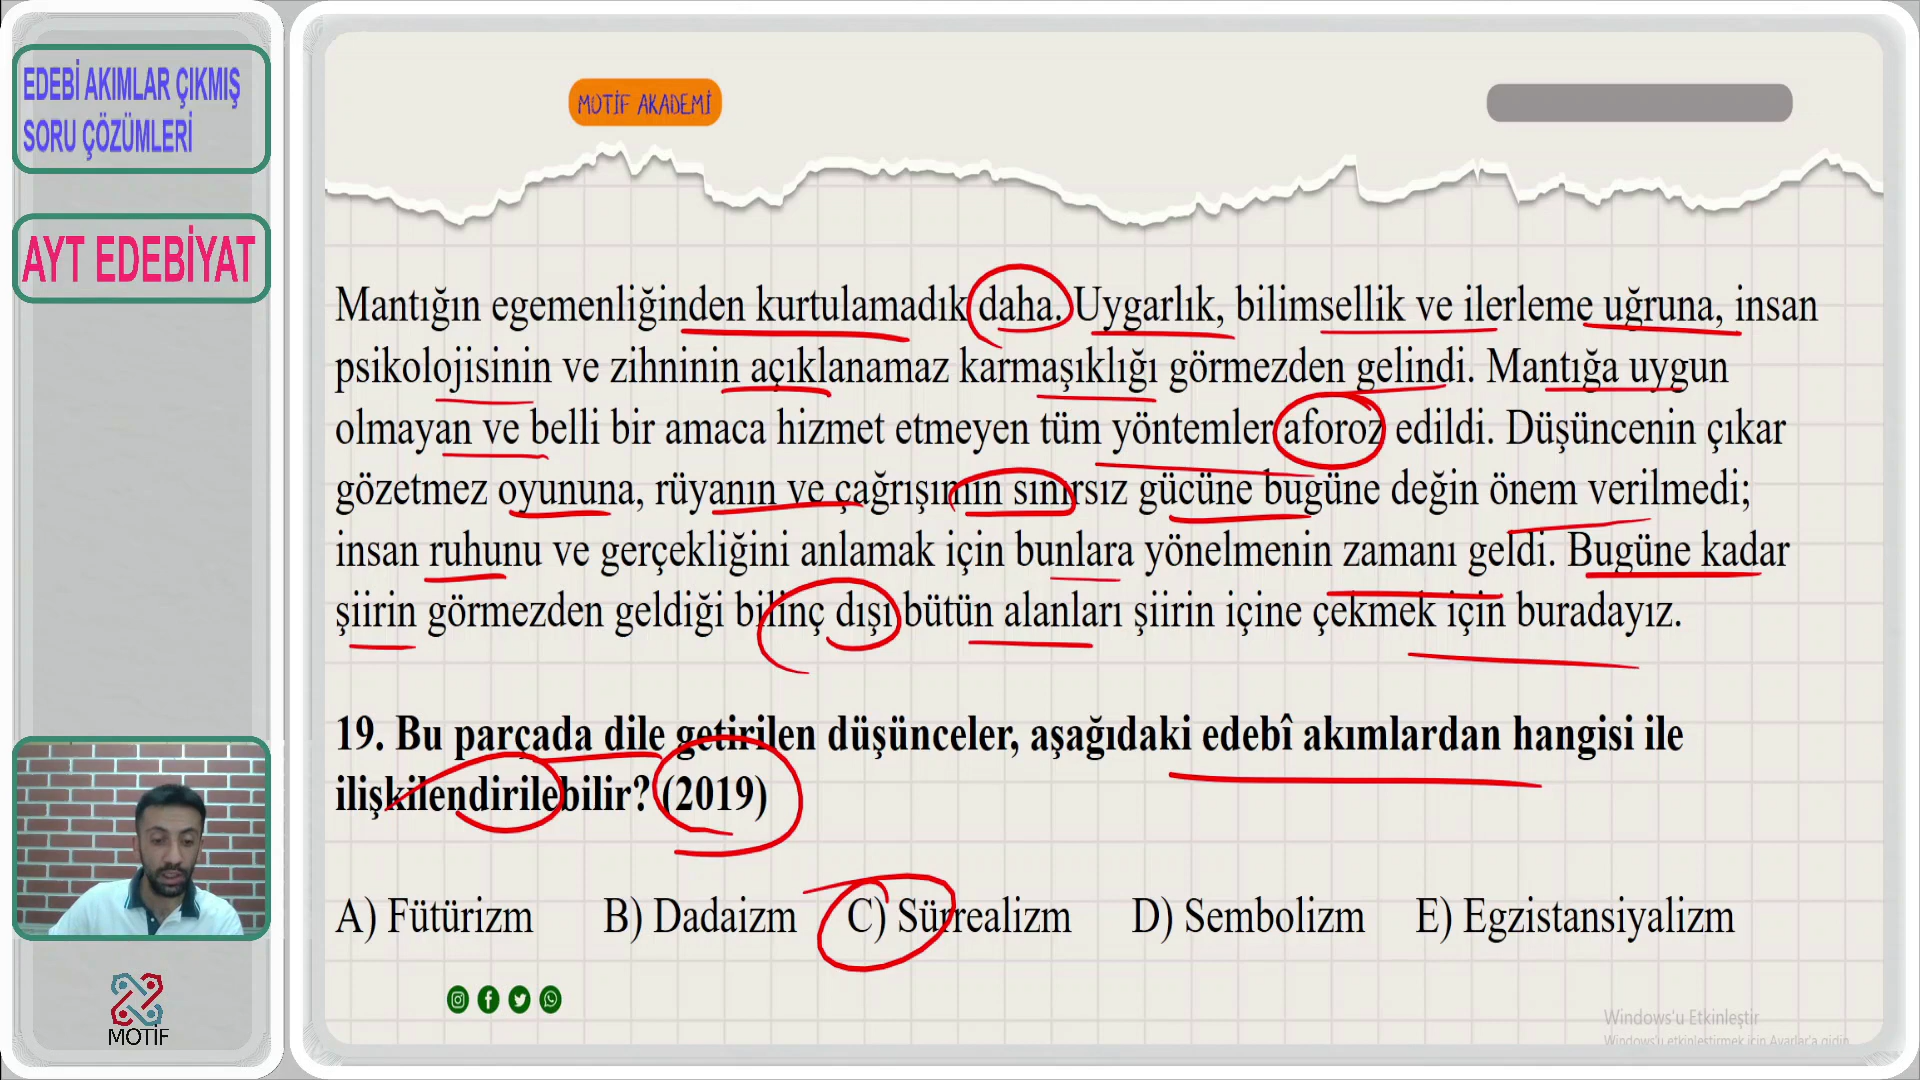 EDEBİ AKIMLAR ÇIKMIŞ
SORU ÇÖZÜMLERİ
AYT EDEBİYAT
MOTİF AKADEMİ
Mantığın egemenliğinden kurtulamadık daha. Uygarlık, bilimsellik ve ilerleme uğruna, insan
psikolojisinin ve zihninin açıklanamaz karmaşıklığı görmezden gelindi. Mantığa uygun
olmayan ve belli bir amaca hizmet etmeyen tüm yöntemler aforoz edildi. Düşüncenin çıkar
gözetmez oyununa, rüyanın ve çağrışımın sınırsız gücüne bugüne değin önem verilmedi;
insan ruhunu ve gerçekliğini anlamak için bunlara yönelmenin zamanı geldi. Bugüne kadar
şiirin görmezden geldiği bilinç dışı bütün alanları şiirin içine çekmek için buradayız.
19. Bu parçada dile getirilen düşünceler, aşağıdaki edebî akımlardan hangisi ile
ilişkilendirilebilir? (2019)
A) Fütürizm B) Dadaizm C) Sürrealizm D) Sembolizm E) Egzistansiyalizm
MOTİF
Windows'u Etkinleştir
Windows'u etkinleştirmek için Ayarlar'a gidin.